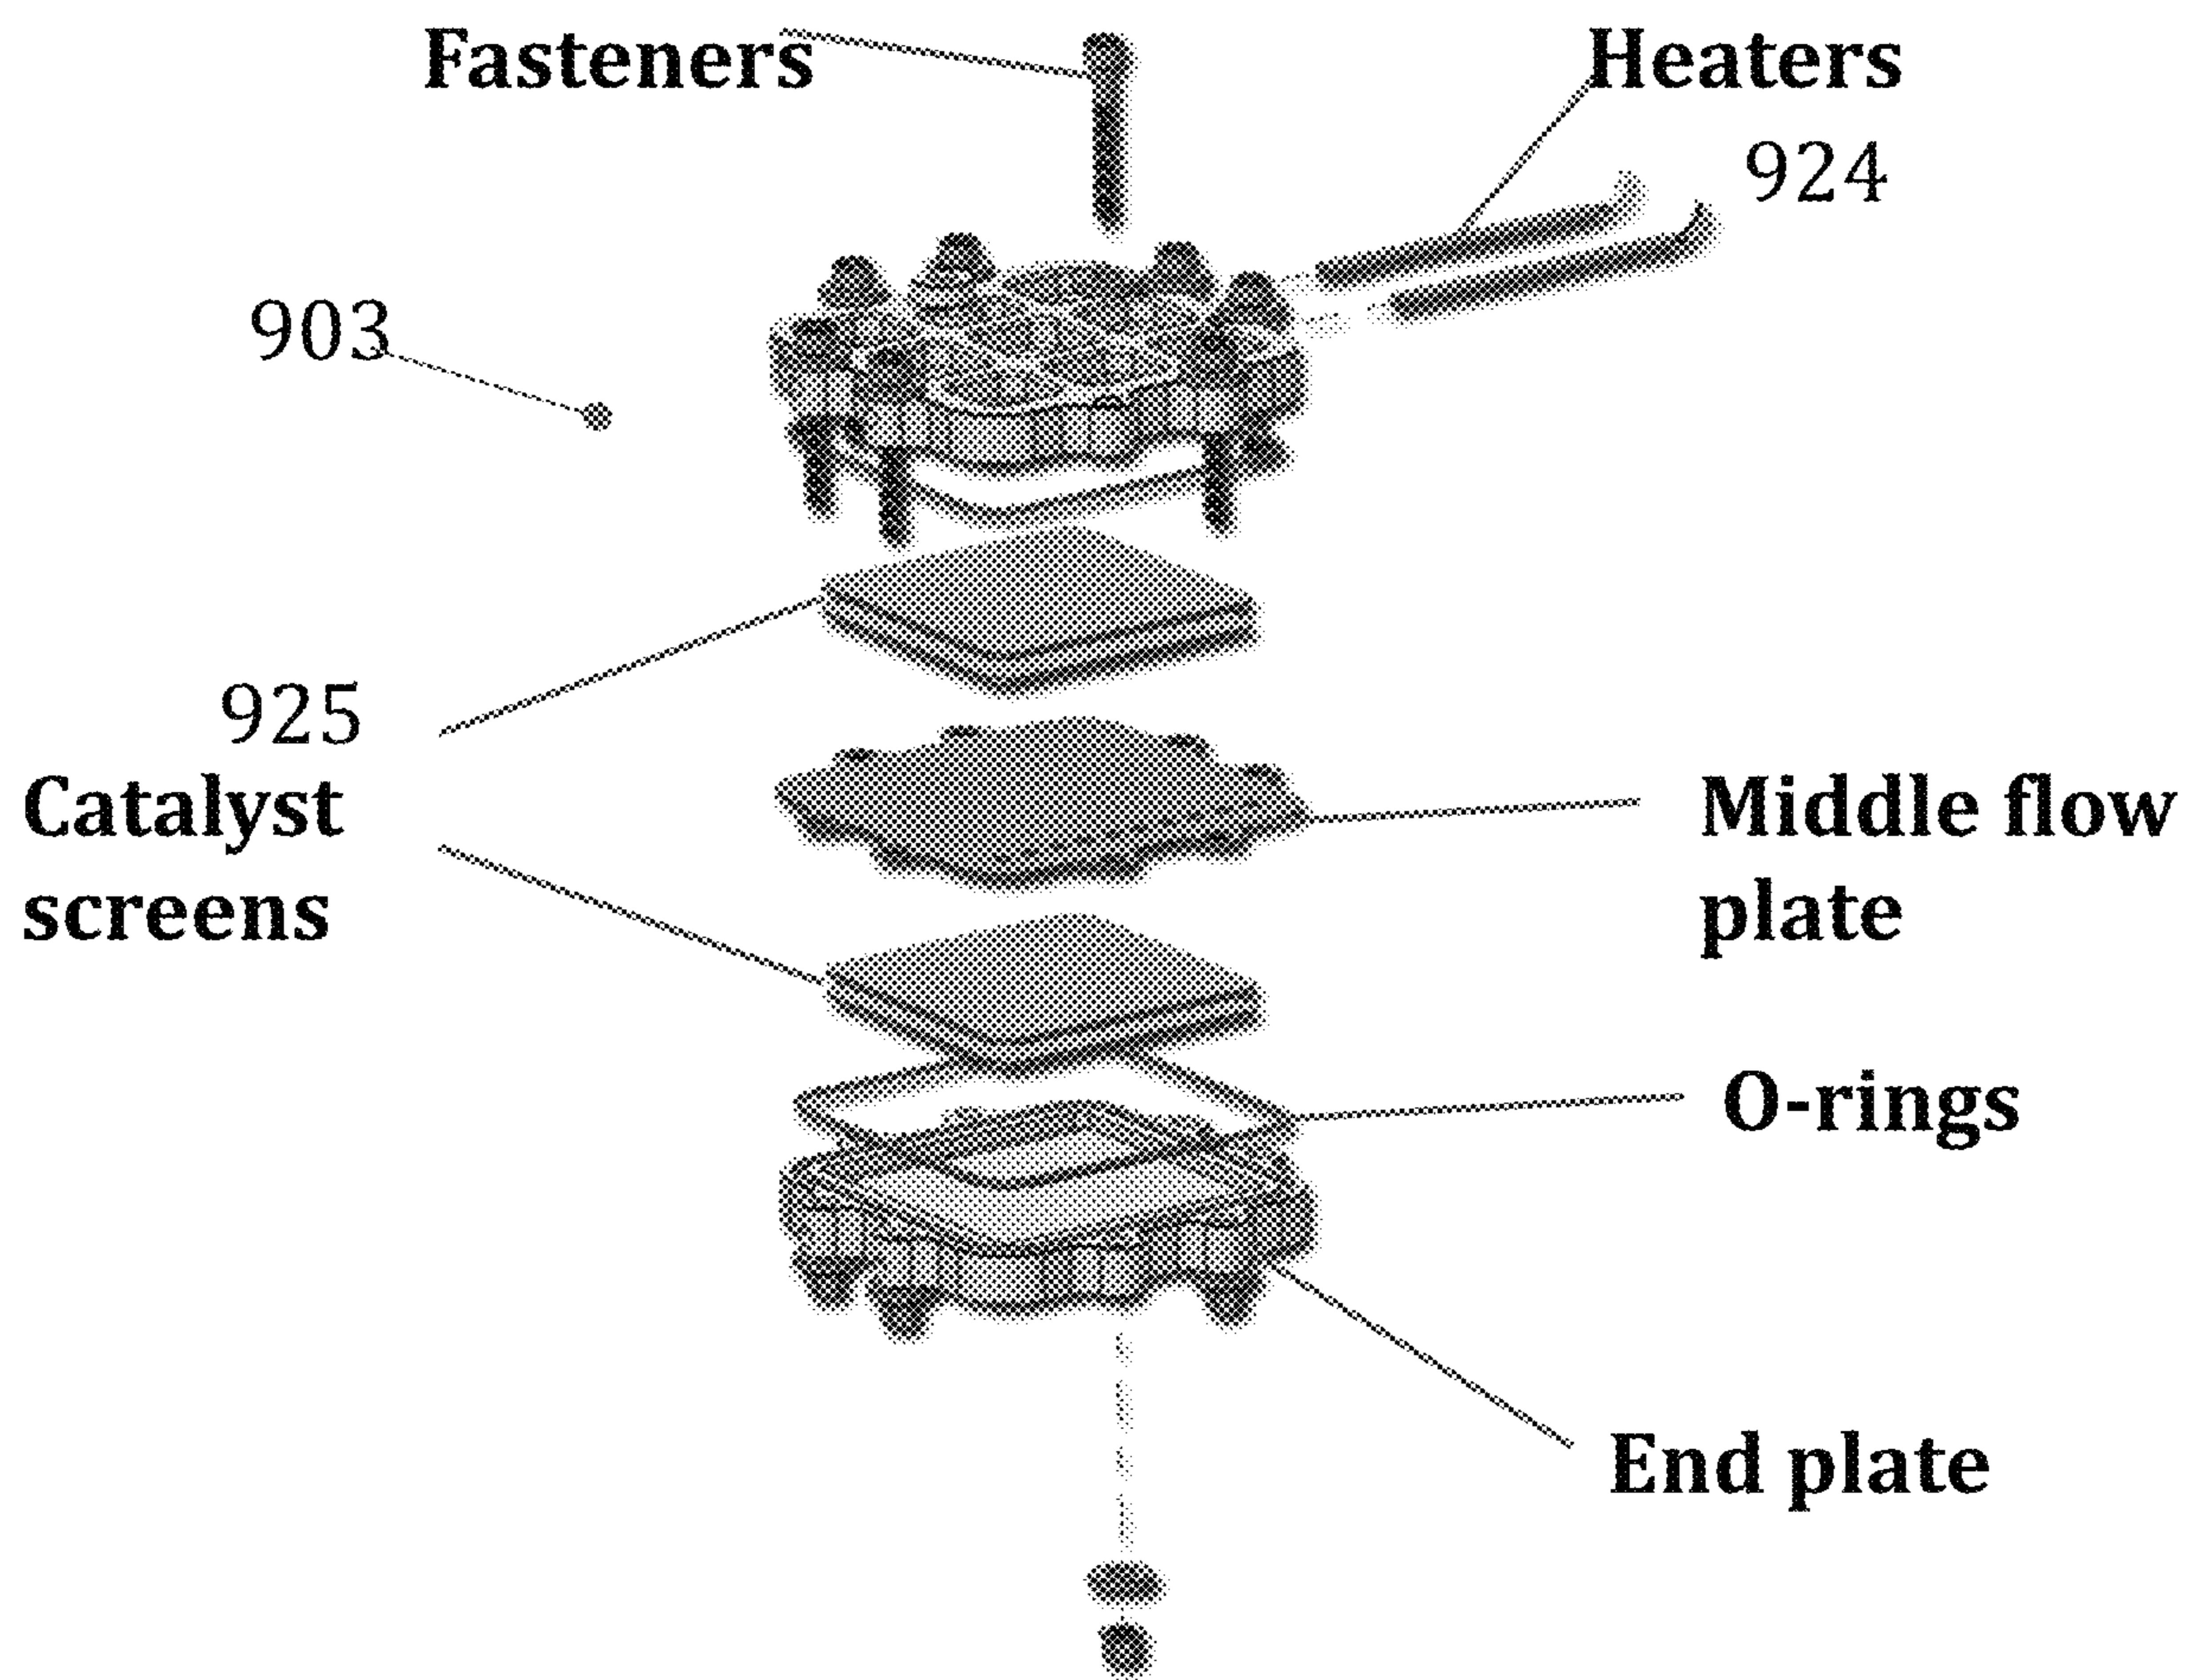 Fasteners
Heaters
924
903
925
Catalyst
screens
Middle flow
plate
O-rings
End plate